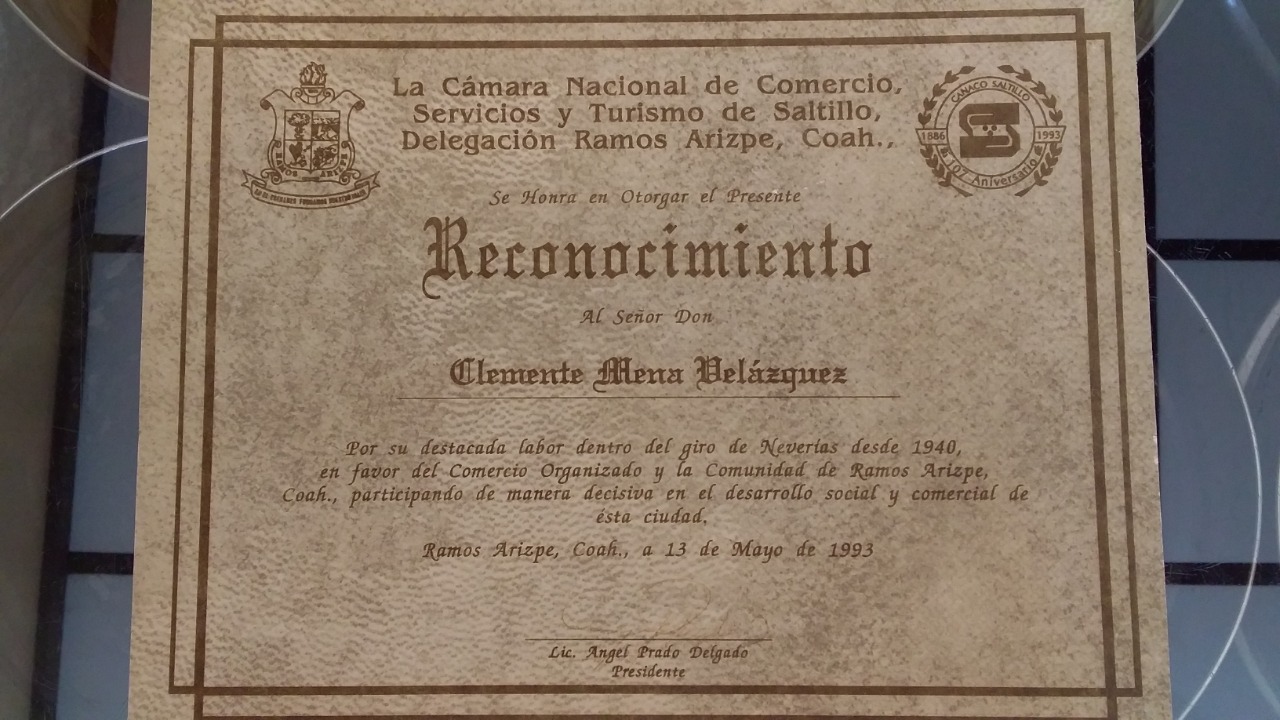 La Cámara Nacional de Comercio,
Servicios y Turismo de Saltillo,
Delegación Ramos Arizpe, Coah.,
CANACO SALTILLO
1886
1993
107 Aniversario
Se Honra en Otorgar el Presente
Reconocimiento
Al Señor Don
Clemente Mena Velázquez
Por su destacada labor dentro del giro de Neverías desde 1940,
en favor del Comercio Organizado y la Comunidad de Ramos Arizpe,
Coah., participando de manera decisiva en el desarrollo social y comercial de
ésta ciudad.
Ramos Arizpe, Coah., a 13 de Mayo de 1993
Lic. Angel Prado Delgado
Presidente